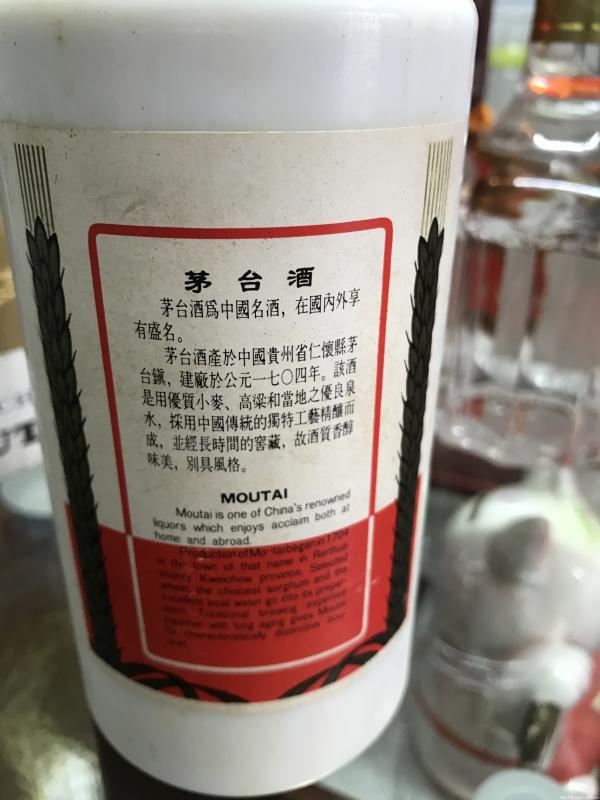 茅台酒
茅台酒爲中國名酒，在國內外享
有盛名。
茅台酒產於中國貴州省仁懷縣茅
台鎮，建廠於公元一七〇四年。該酒
是用優質小麥、高梁和當地之優良泉
水，採用中國傳統的獨特工藝精釀而
成，並經長時間的窖藏，故酒質香醇
味美，別具風格。
MOUTAI
Moutai is one of China's renowned
liquors which enjoys acclaim both at
home and abroad.
Production of Moutai began in 1704
in the town of that name in Renhuai
county, Kweichow province. Selected
wheat, the choicest sorghum and the
excellent local water go into its prepar-
ation. Traditional brewing expertise
together with long aging gives Moutai
its characteristically distinctive bou-
quet.